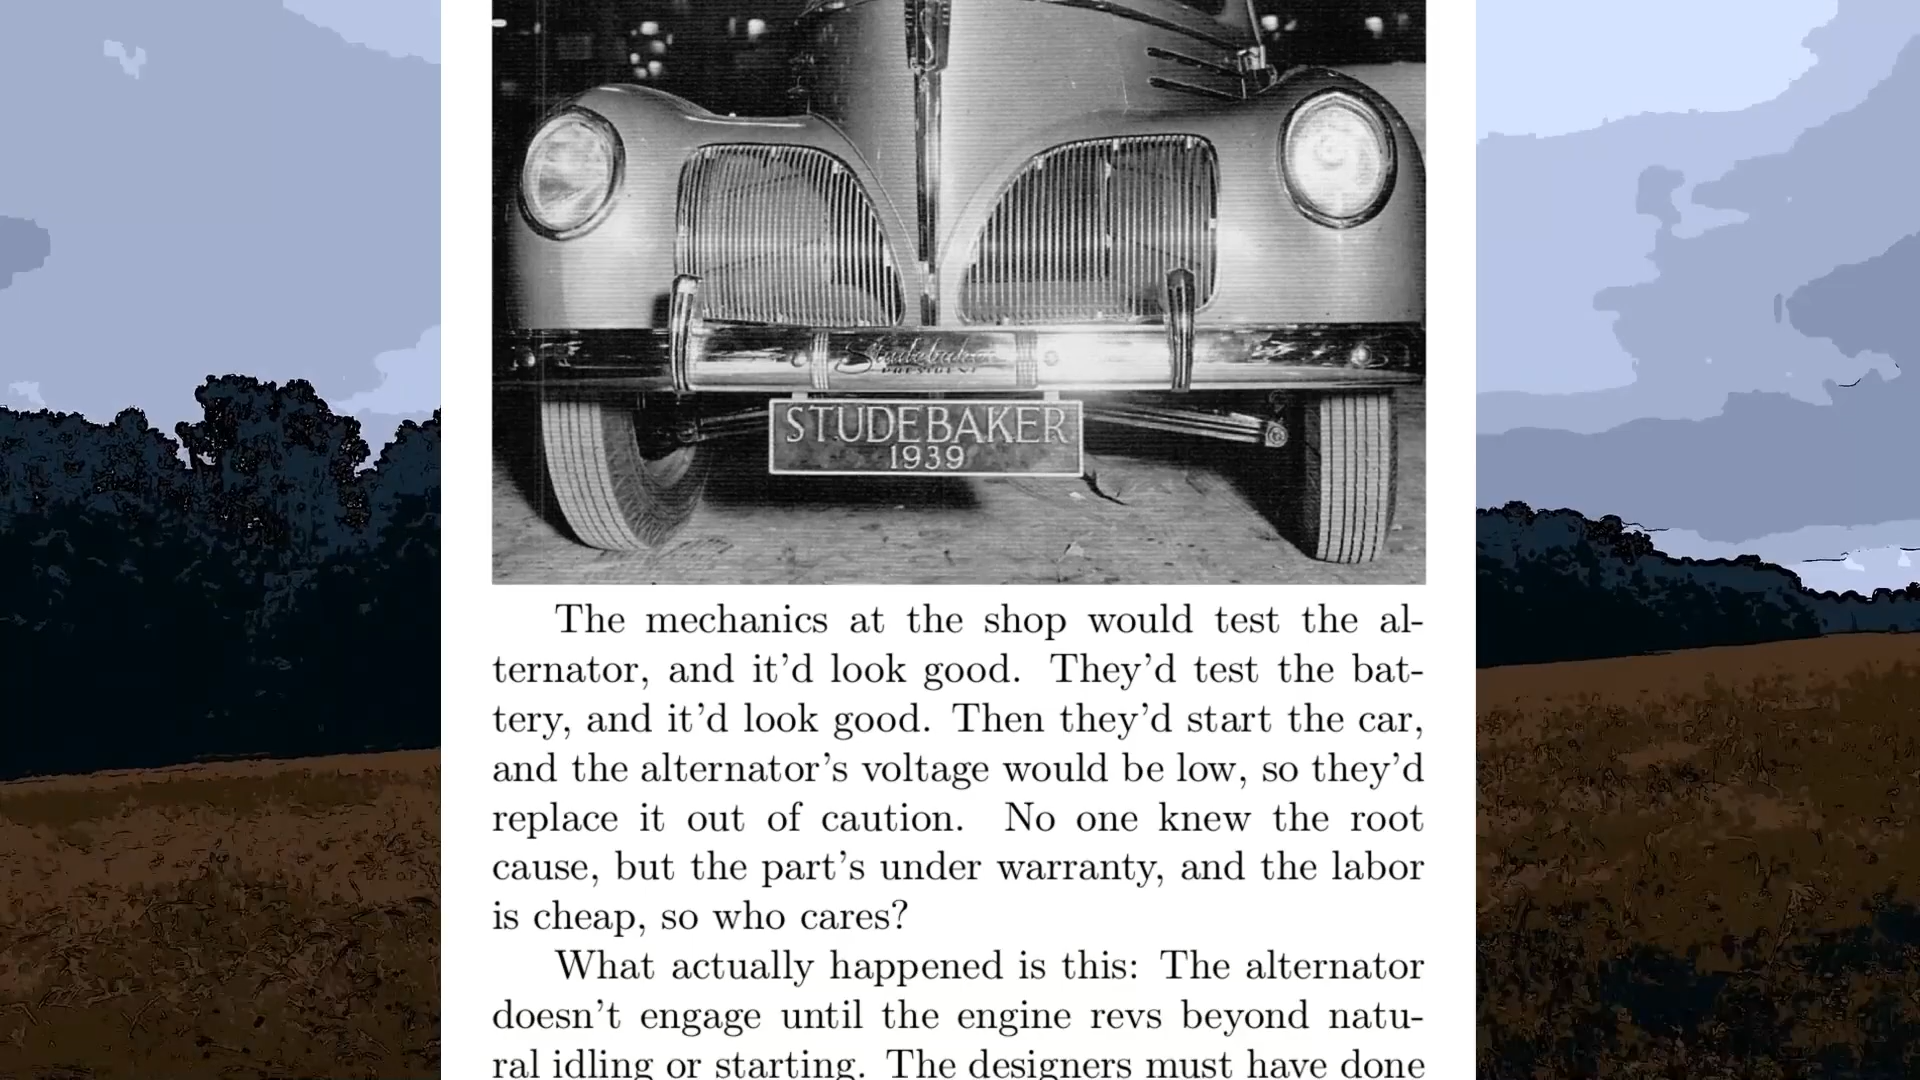 Studebaker
PRESIDENT
STUDEBAKER
1939
The mechanics at the shop would test the al-
ternator, and it’d look good. They’d test the bat-
tery, and it’d look good. Then they’d start the car,
and the alternator’s voltage would be low, so they’d
replace it out of caution. No one knew the root
cause, but the part’s under warranty, and the labor
is cheap, so who cares?
What actually happened is this: The alternator
doesn’t engage until the engine revs beyond natu-
ral idling or starting. The designers must have done